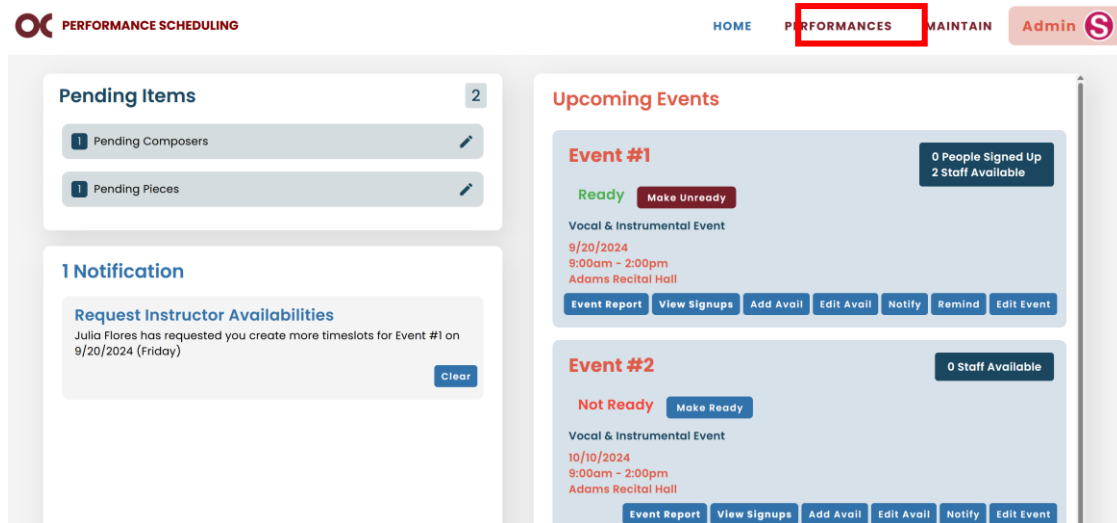 OC PERFORMANCE SCHEDULING
HOME PERFORMANCES MAINTAIN Admin S
Pending Items 2
1 Pending Composers
1 Pending Pieces
1 Notification
Request Instructor Availabilities
Julia Flores has requested you create more timeslots for Event #1 on
9/20/2024 (Friday)
Clear
Upcoming Events
Event #1
0 People Signed Up
2 Staff Available
Ready Make Unready
Vocal & Instrumental Event
9/20/2024
9:00am - 2:00pm
Adams Recital Hall
Event Report View Signups Add Avail Edit Avail Notify Remind Edit Event
Event #2
0 Staff Available
Not Ready Make Ready
Vocal & Instrumental Event
10/10/2024
9:00am - 2:00pm
Adams Recital Hall
Event Report View Signups Add Avail Edit Avail Notify Edit Event